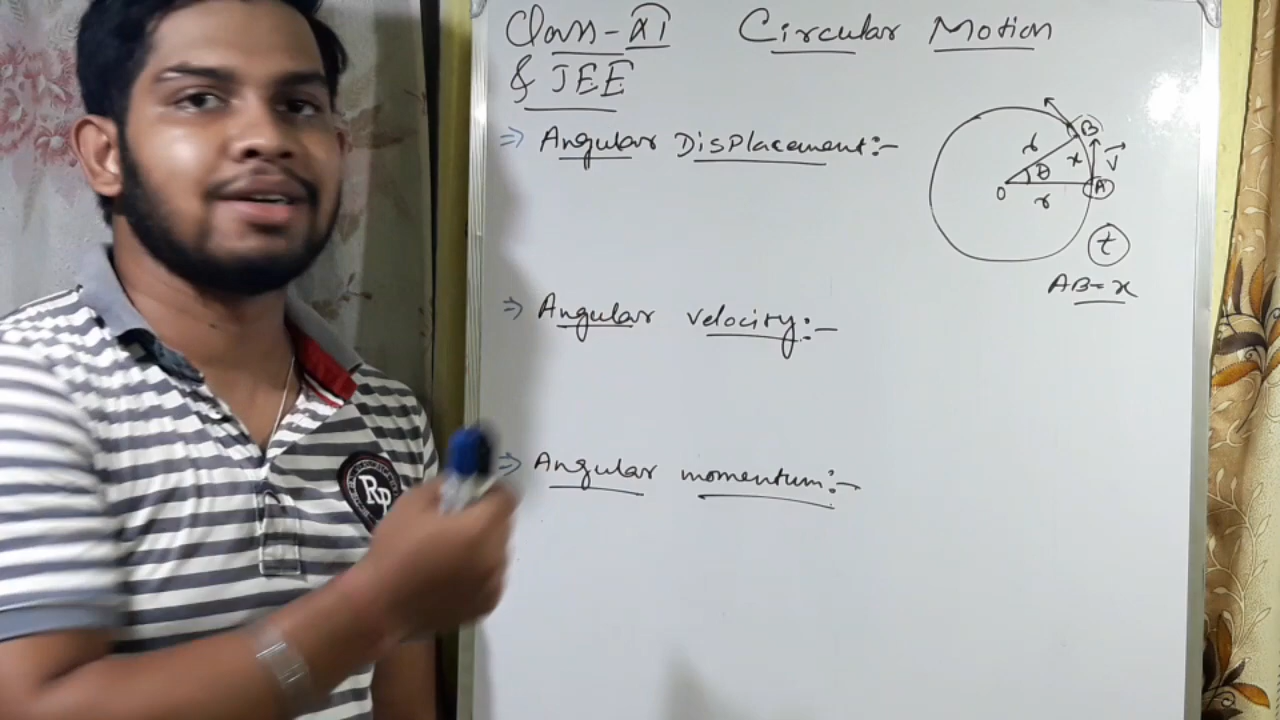 Class-XI Circular Motion
& JEE
⇒ Angular Displacement:-
B
r x V
θ
O r A
t
AB = x
⇒ Angular velocity:-
⇒ Angular momentum:-
RP